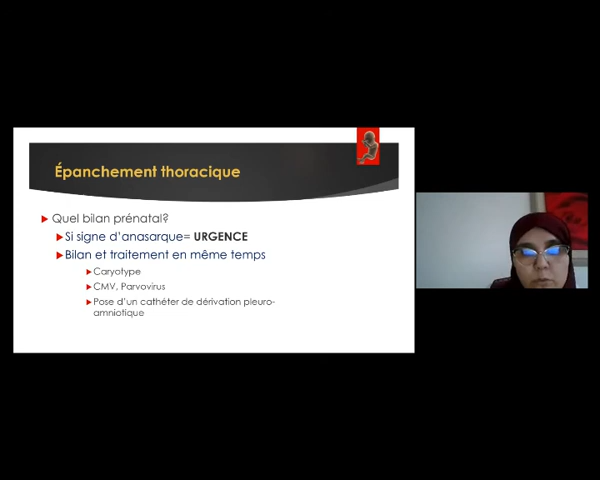 Épanchement thoracique
Quel bilan prénatal?
Si signe d'anasarque= URGENCE
Bilan et traitement en même temps
Caryotype
CMV, Parvovirus
Pose d'un cathéter de dérivation pleuro-
amniotique